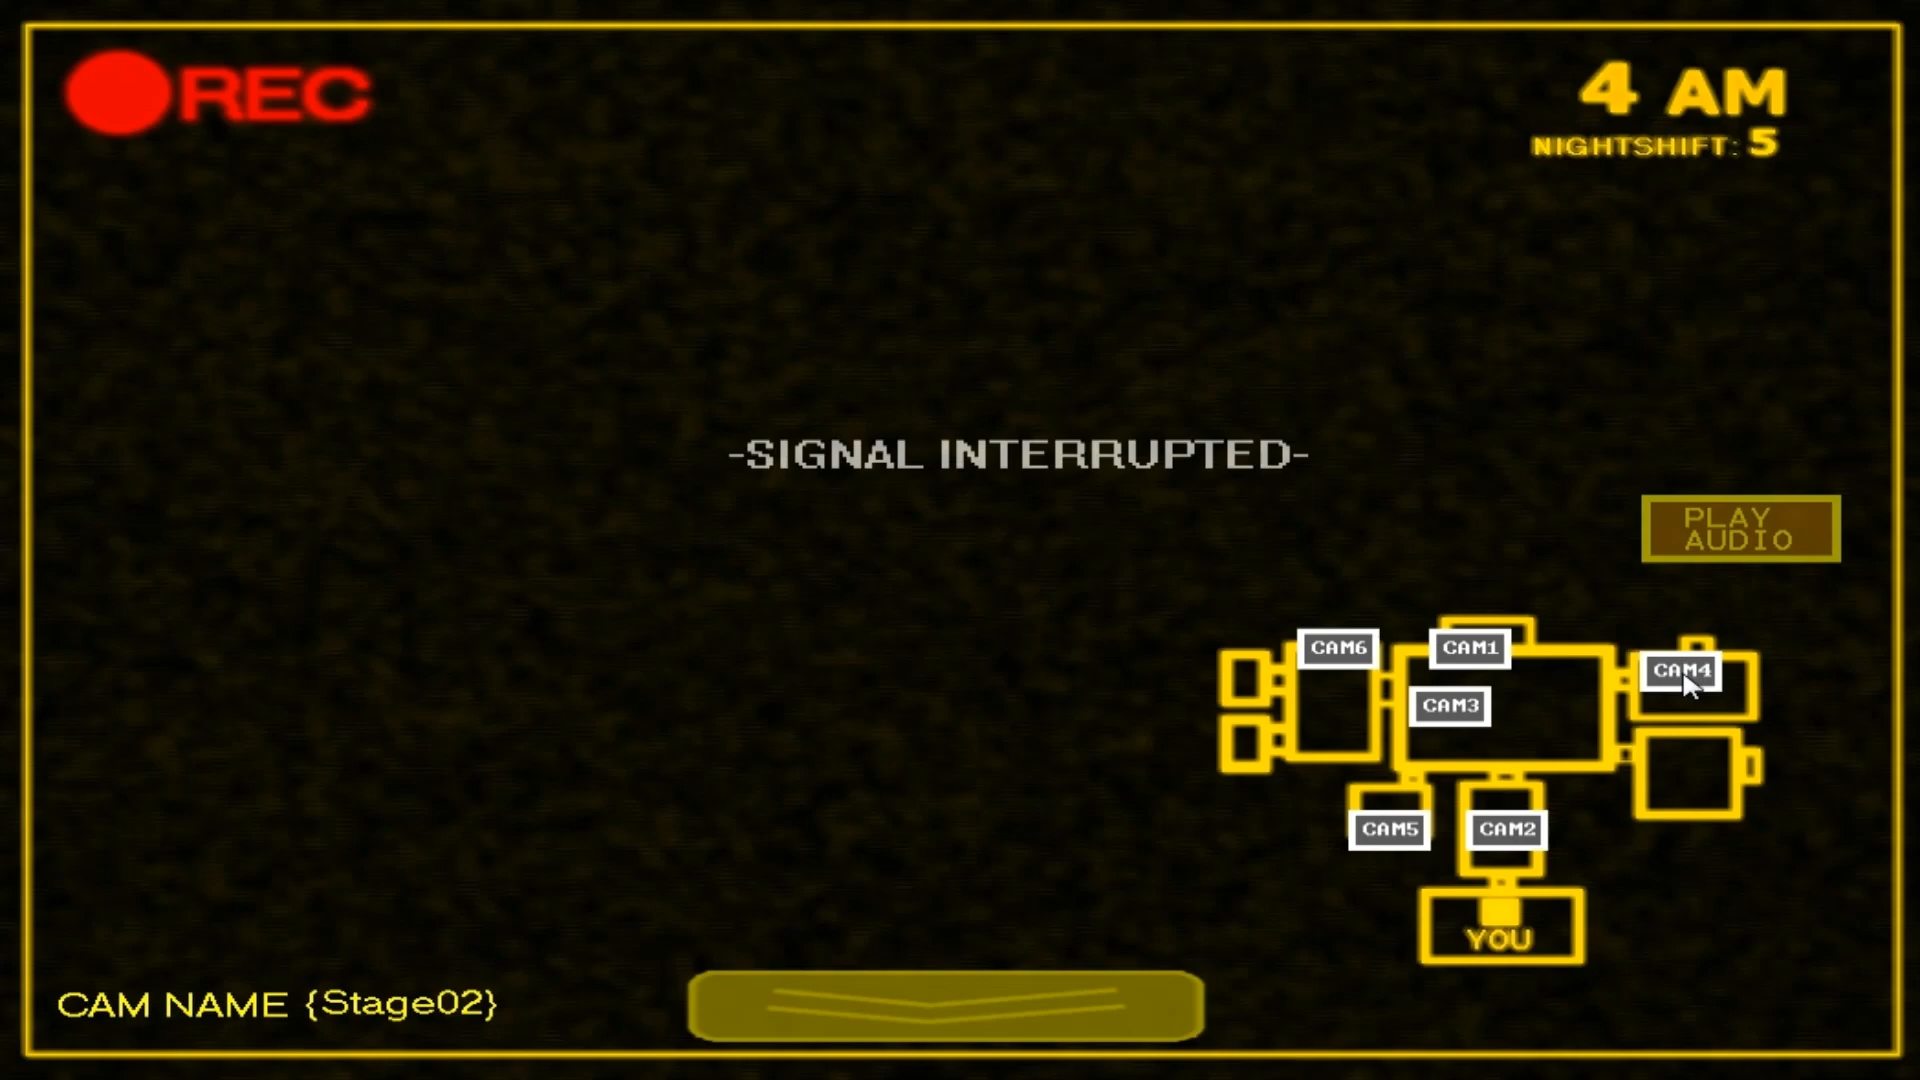 REC
4 AM
NIGHTSHIFT: 5
-SIGNAL INTERRUPTED-
PLAY
AUDIO
CAM6
CAM1
CAM4
CAM3
CAM5
CAM2
YOU
CAM NAME {Stage02}